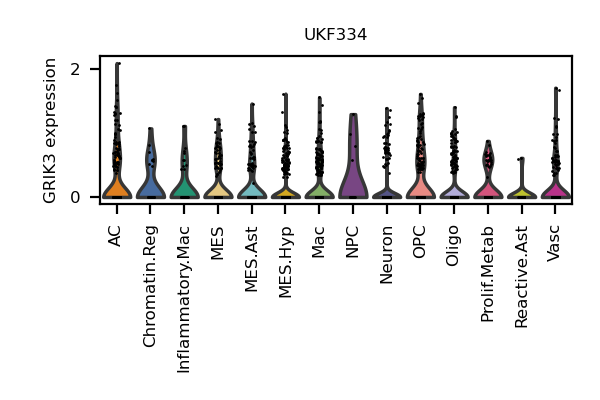 UKF334
GRIK3 expression
2
0
AC
Chromatin.Reg
Inflammatory.Mac
MES
MES.Ast
MES.Hyp
Mac
NPC
Neuron
OPC
Oligo
Prolif.Metab
Reactive.Ast
Vasc